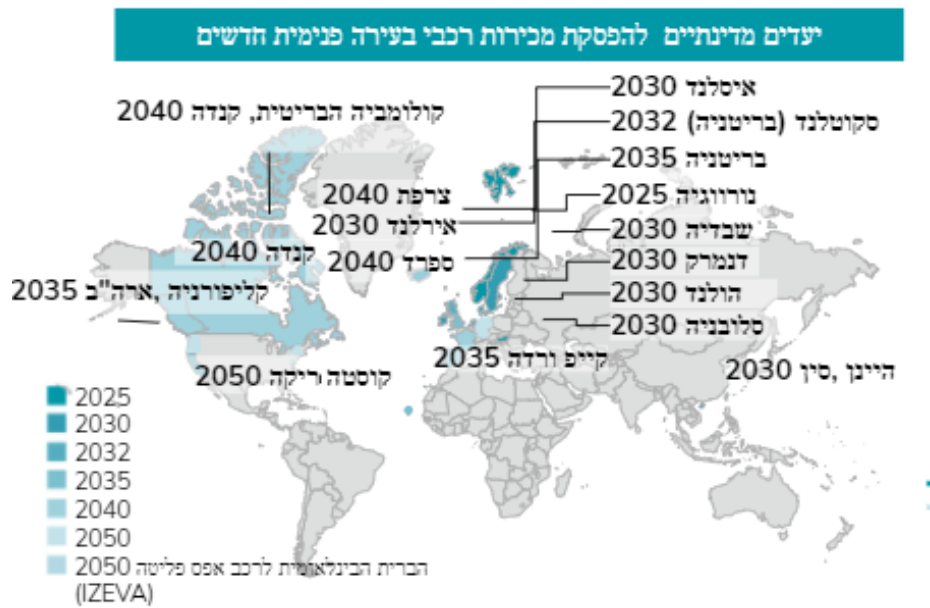 יעדים מדינתיים להפסקת מכירות רכבי בעירה פנימית חדשים
איסלנד 2030
קולומביה הבריטית, קנדה 2040
סקוטלנד (בריטניה) 2032
בריטניה 2035
צרפת 2040
נורווגיה 2025
אירלנד 2030
שבדיה 2030
קנדה 2040
ספרד 2040
דנמרק 2030
קליפורניה ,ארה"ב 2035
הולנד 2030
סלובניה 2030
קייפ ורדה 2035
היינן ,סין 2030
קוסטה ריקה 2050
2025
2030
2032
2035
2040
2050
2050 הברית הבינלאומית לרכב אפס פליטה
(IZEVA)